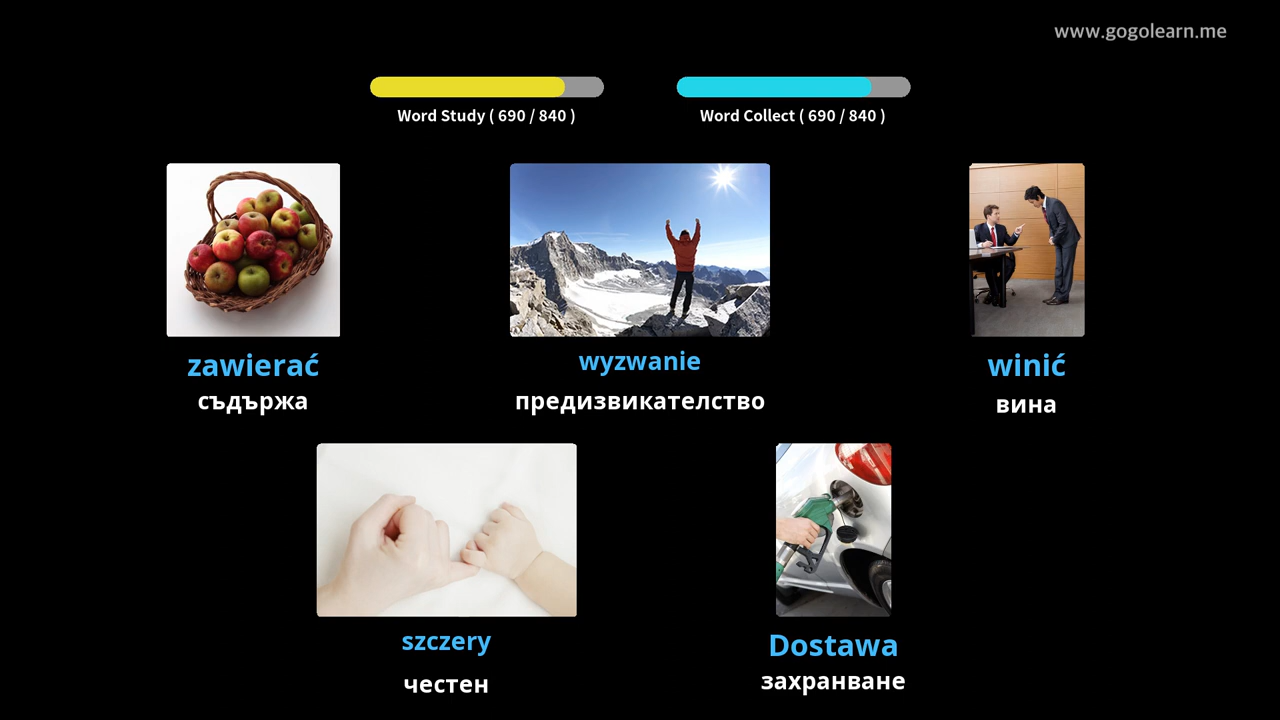 www.gogolearn.me
Word Study ( 690 / 840 )
Word Collect ( 690 / 840 )
zawierać
съдържа
wyzwanie
предизвикателство
winić
вина
szczery
честен
Dostawa
захранване